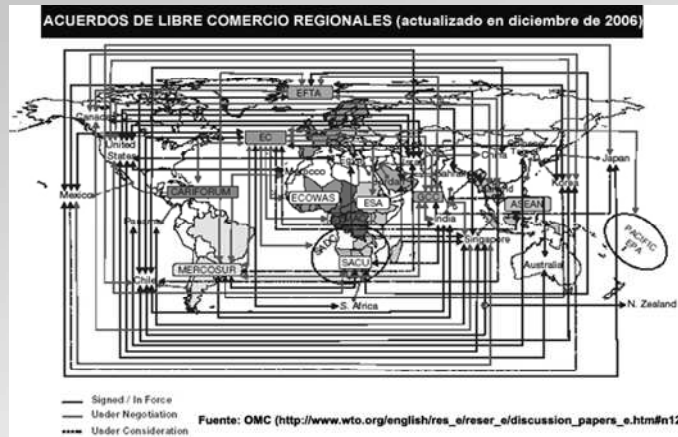 ACUERDOS DE LIBRE COMERCIO REGIONALES (actualizado en diciembre de 2006)
EFTA
Canada
EC
United
States
China
Japan
Korea
Morocco
Mexico
CARIFORUM
ECOWAS
ESA
GCC
India
ASEAN
Singapore
PACIFIC
EPA
SADC
MERCOSUR
SACU
Australia
Chile
S. Africa
N. Zealand
Signed / In Force
Under Negotiation
Under Consideration
Fuente: OMC (http://www.wto.org/english/res_e/reser_e/discussion_papers_e.htm#n12